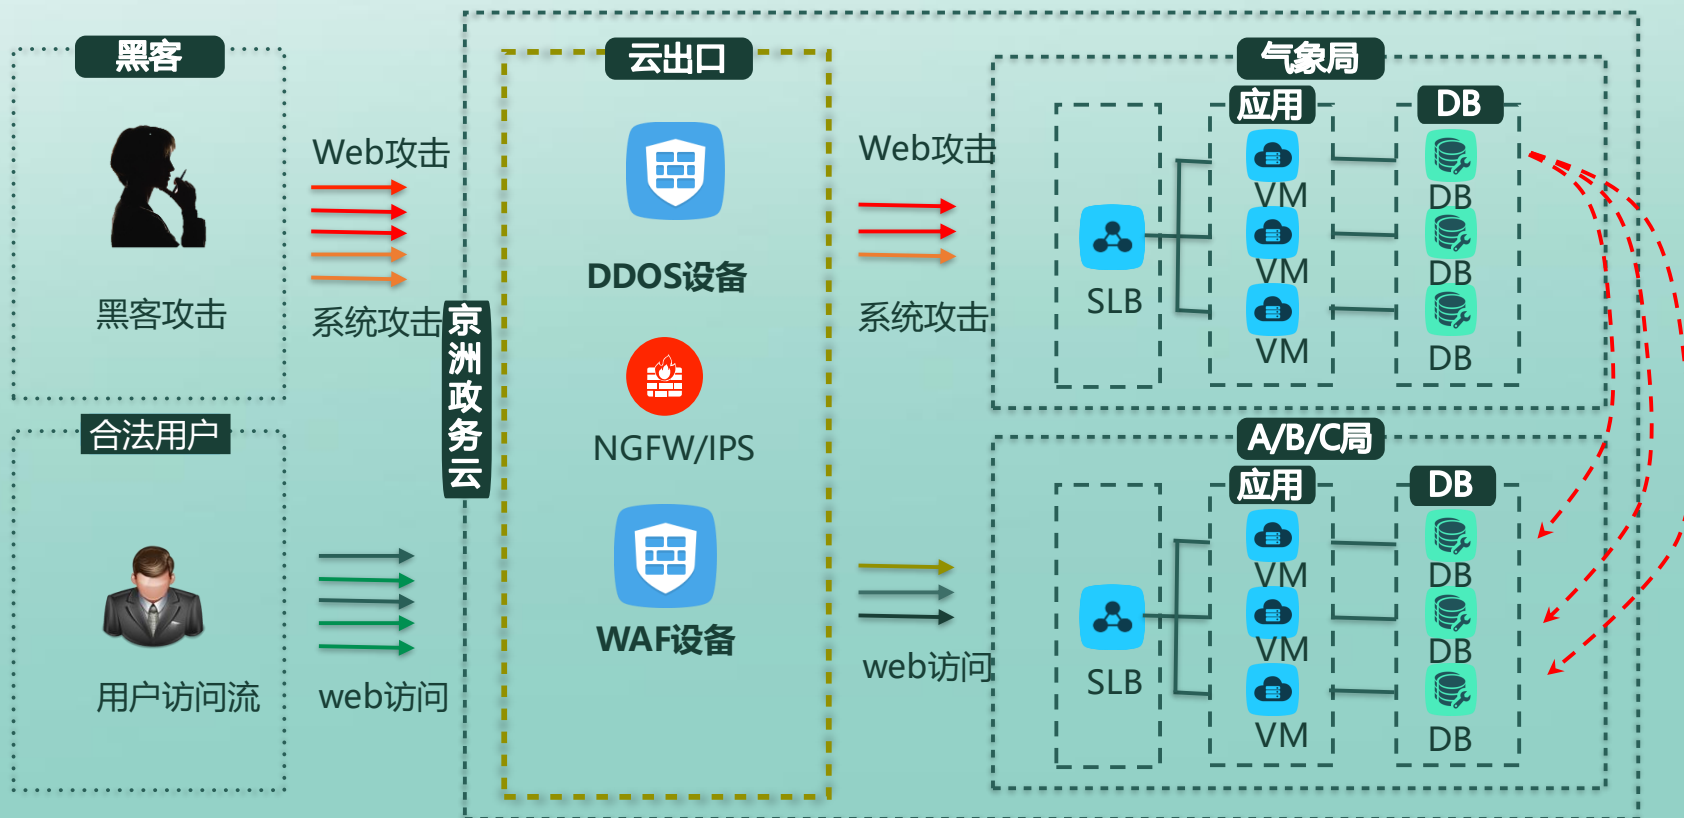 黑客
黑客攻击
Web攻击
系统攻击
合法用户
用户访问流
web访问
京洲政务云
云出口
DDOS设备
NGFW/IPS
WAF设备
Web攻击
系统攻击
web访问
气象局
应用
DB
SLB
VM
DB
VM
DB
VM
DB
A/B/C局
应用
DB
SLB
VM
DB
VM
DB
VM
DB